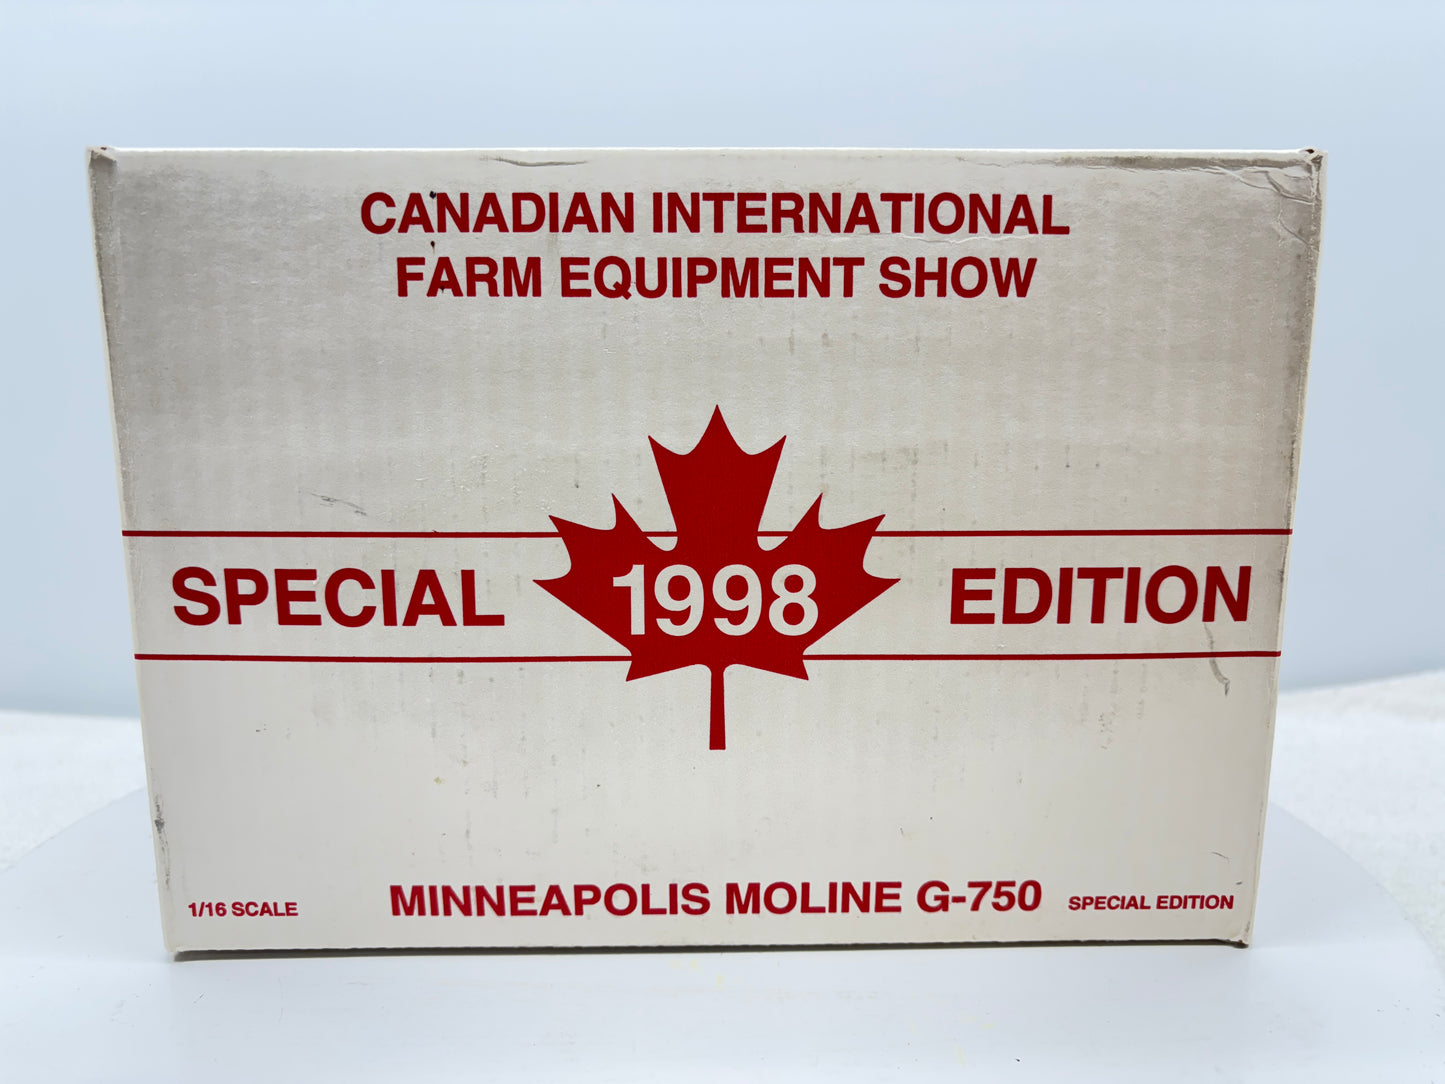 CANADIAN INTERNATIONAL
FARM EQUIPMENT SHOW
SPECIAL 1998 EDITION
1/16 SCALE MINNEAPOLIS MOLINE G-750 SPECIAL EDITION